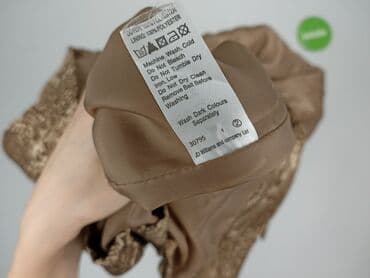 LINING: 100% POLYESTER
Machine Wash, Cold
Do Not Bleach
Do Not Tumble Dry
Iron, Low
Do Not Dry Clean
Remove Belt Before
Washing
Wash Dark Colours
Separately
30795
2
JD Williams and company Ltd